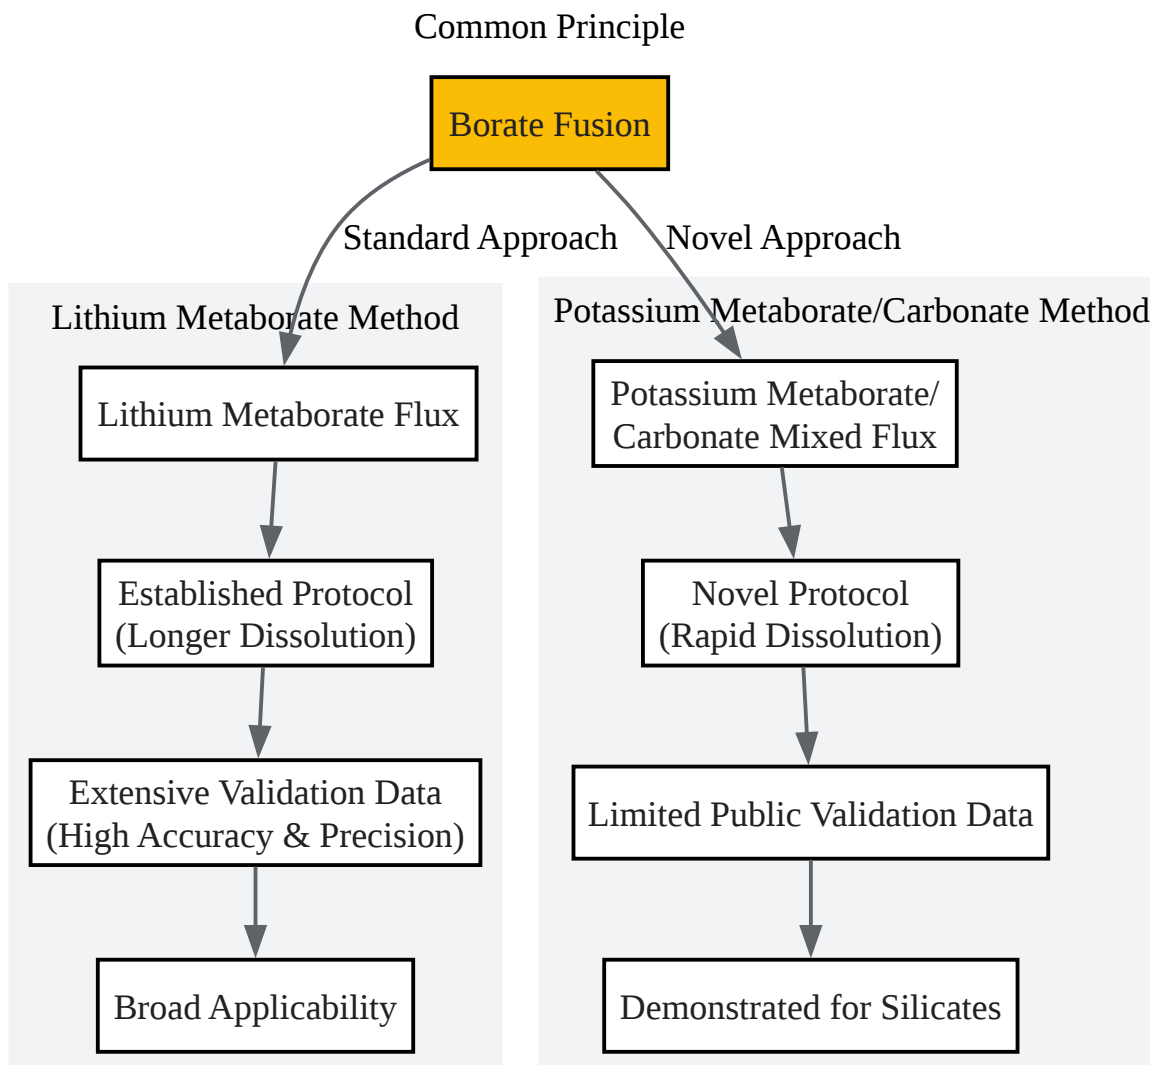 Common Principle
Borate Fusion
Standard Approach
Novel Approach
Lithium Metaborate Method
Potassium Metaborate/Carbonate Method
Lithium Metaborate Flux
Potassium Metaborate/
Carbonate Mixed Flux
Established Protocol
(Longer Dissolution)
Novel Protocol
(Rapid Dissolution)
Extensive Validation Data
(High Accuracy & Precision)
Limited Public Validation Data
Broad Applicability
Demonstrated for Silicates